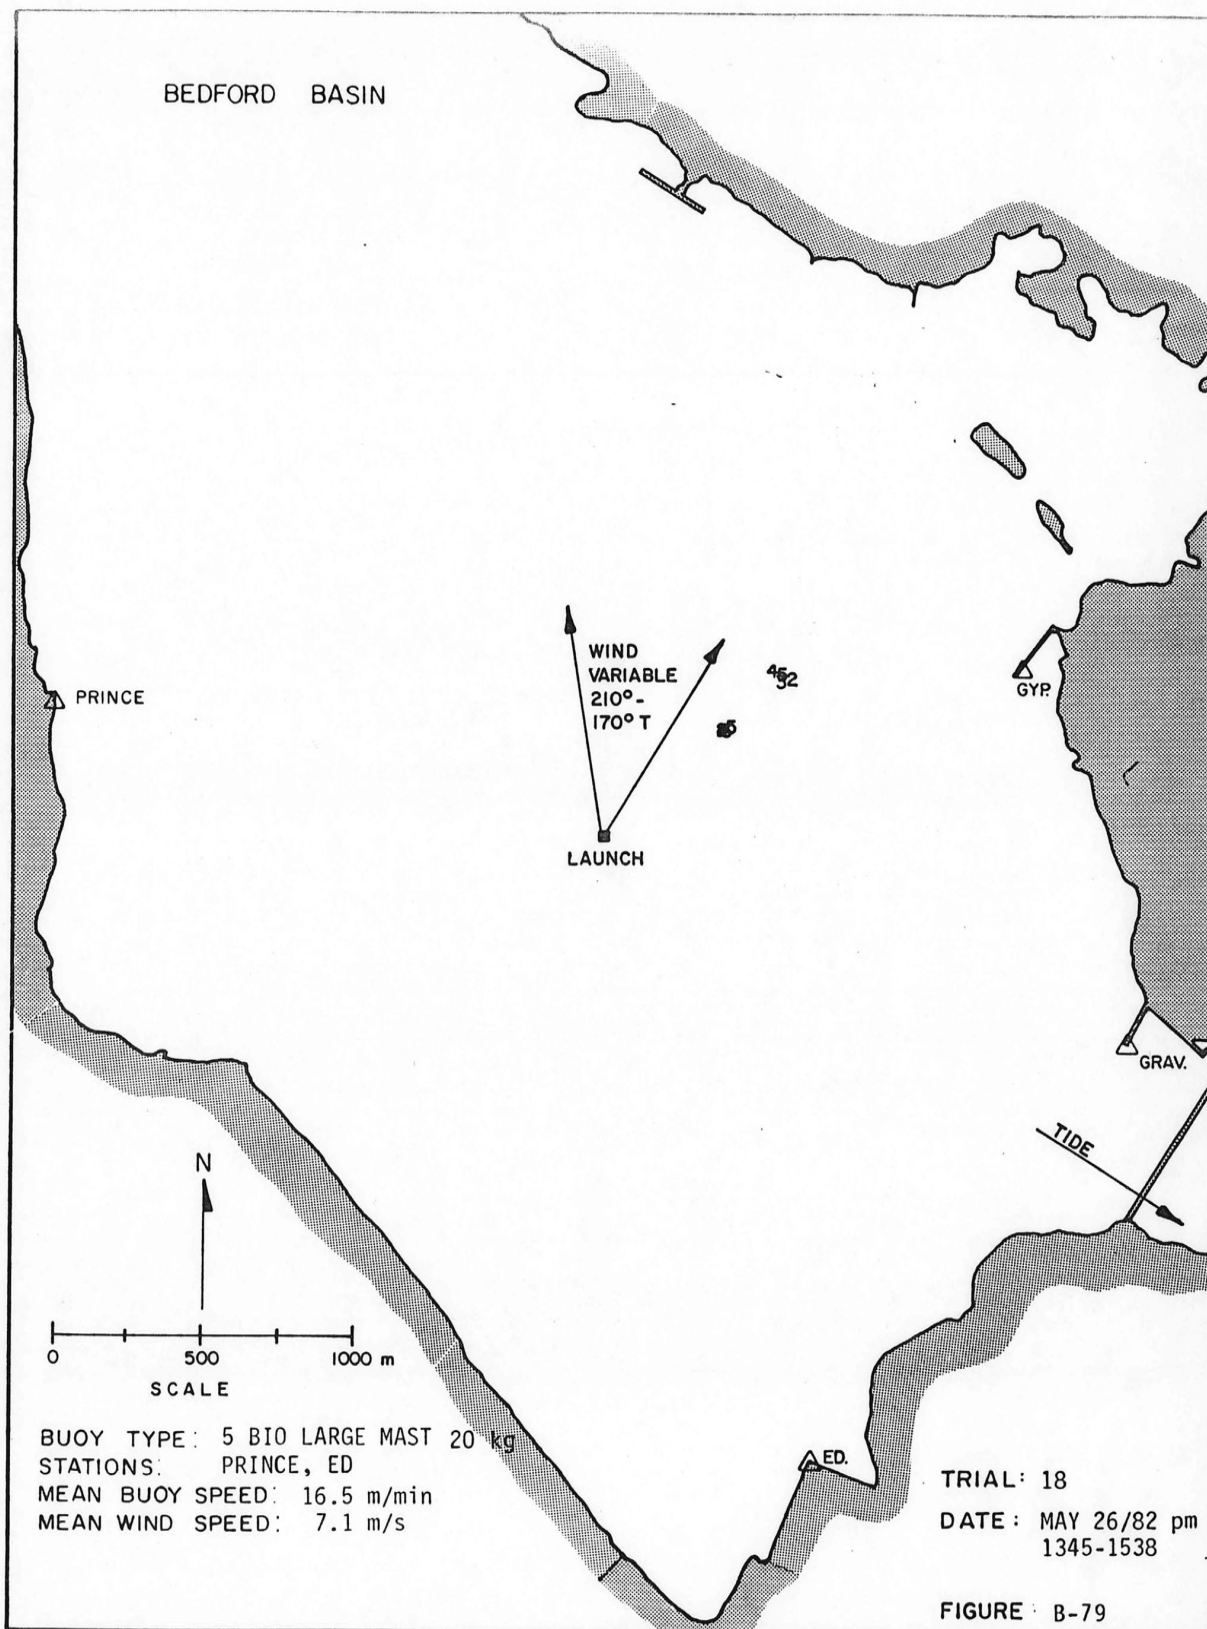 BEDFORD BASIN
WIND
VARIABLE
210° -
170° T
5
2
PRINCE
GYP.
LAUNCH
GRAV.
TIDE
N
0 500 1000 m
SCALE
BUOY TYPE: 5 BIO LARGE MAST 20 kg
STATIONS: PRINCE, ED
MEAN BUOY SPEED: 16.5 m/min
MEAN WIND SPEED: 7.1 m/s
ED.
TRIAL: 18
DATE: MAY 26/82 pm
1345-1538
FIGURE B-79